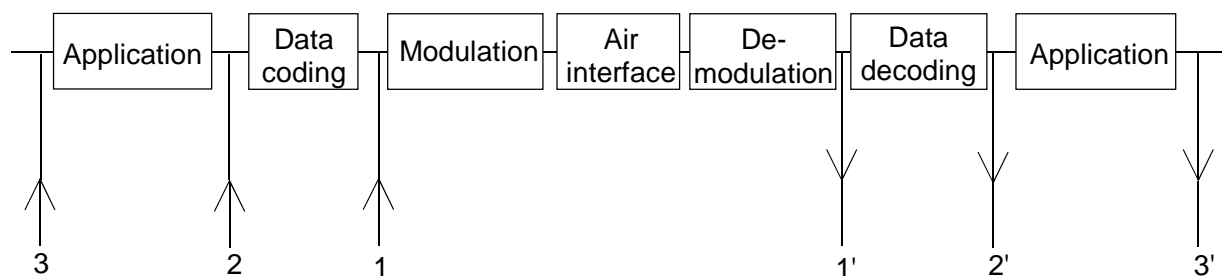 Application
Data
coding
Modulation
Air
interface
De-
modulation
Data
decoding
Application
3
2
1
1'
2'
3'